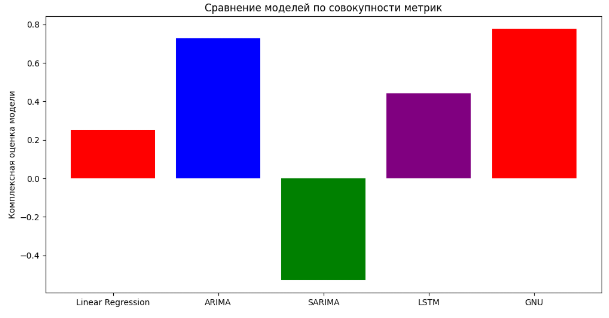 Сравнение моделей по совокупности метрик
Комплексная оценка модели
0.8
0.6
0.4
0.2
0.0
−0.2
−0.4
Linear Regression ARIMA SARIMA LSTM GNU